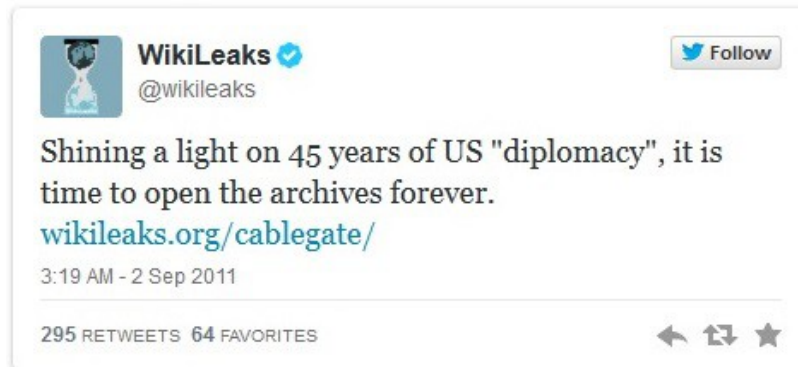 WikiLeaks
@wikileaks
Follow
Shining a light on 45 years of US "diplomacy", it is
time to open the archives forever.
wikileaks.org/cablegate/
3:19 AM - 2 Sep 2011
295 RETWEETS 64 FAVORITES